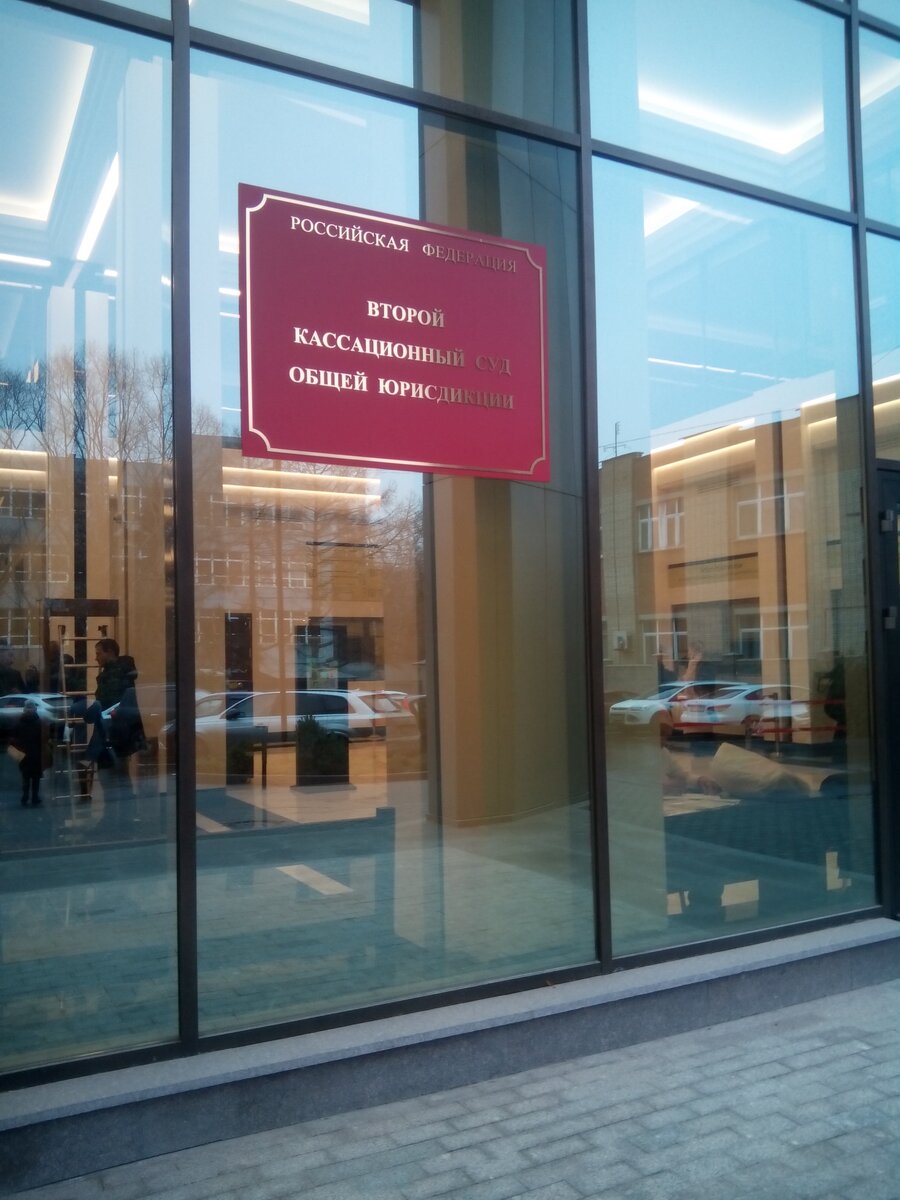 РОССИЙСКАЯ ФЕДЕРАЦИЯ
ВТОРОЙ
КАССАЦИОННЫЙ СУД
ОБЩЕЙ ЮРИСДИКЦИИ